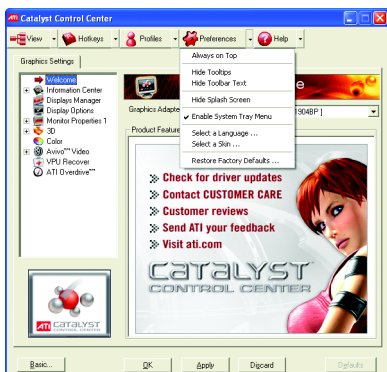 ATI Catalyst Control Center
View
Hotkeys
Profiles
Preferences
Help
Always on Top
Hide Tooltips
Hide Toolbar Text
Hide Splash Screen
Enable System Tray Menu
Select a Language ...
Select a Skin ...
Restore Factory Defaults ...
Graphics Settings
Welcome
Information Center
Displays Manager
Display Options
Monitor Properties 1
3D
Color
Avivo™ Video
VPU Recover
ATI Overdrive™
e
Graphics Adapte
1904BP ]
Product Feature
Check for driver updates
Contact CUSTOMER CARE
Customer reviews
Send ATI your feedback
Visit ati.com
CATALYST
CONTROL CENTER
ATI CATALYST
Basic...
OK
Apply
Discard
Defaults